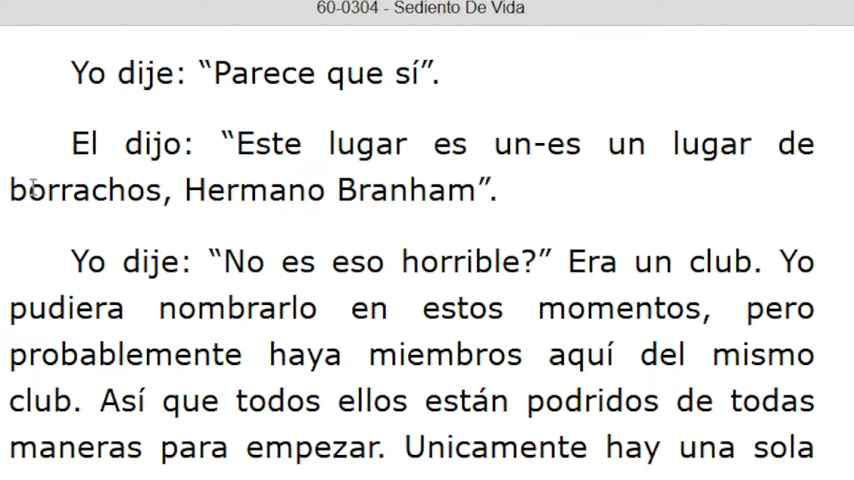 60-0304 - Sediento De Vida
Yo dije: “Parece que sí”.
El dijo: “Este lugar es un-es un lugar de
borrachos, Hermano Branham”.
Yo dije: “No es eso horrible?” Era un club. Yo
pudiera nombrarlo en estos momentos, pero
probablemente haya miembros aquí del mismo
club. Así que todos ellos están podridos de todas
maneras para empezar. Unicamente hay una sola